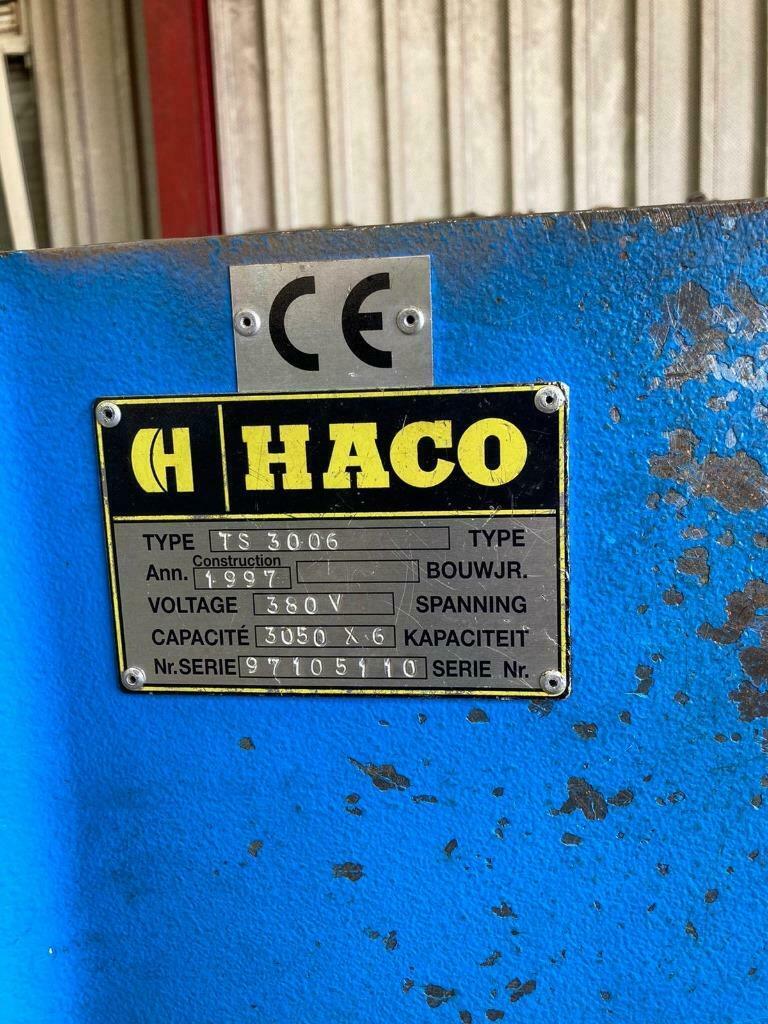 CE
H HACO
TYPE TS 3006 TYPE
Ann. Construction 1997 BOUWJR.
VOLTAGE 380 V SPANNING
CAPACITÉ 3050 X 6 KAPACITEIT
Nr.SERIE 97105110 SERIE Nr.